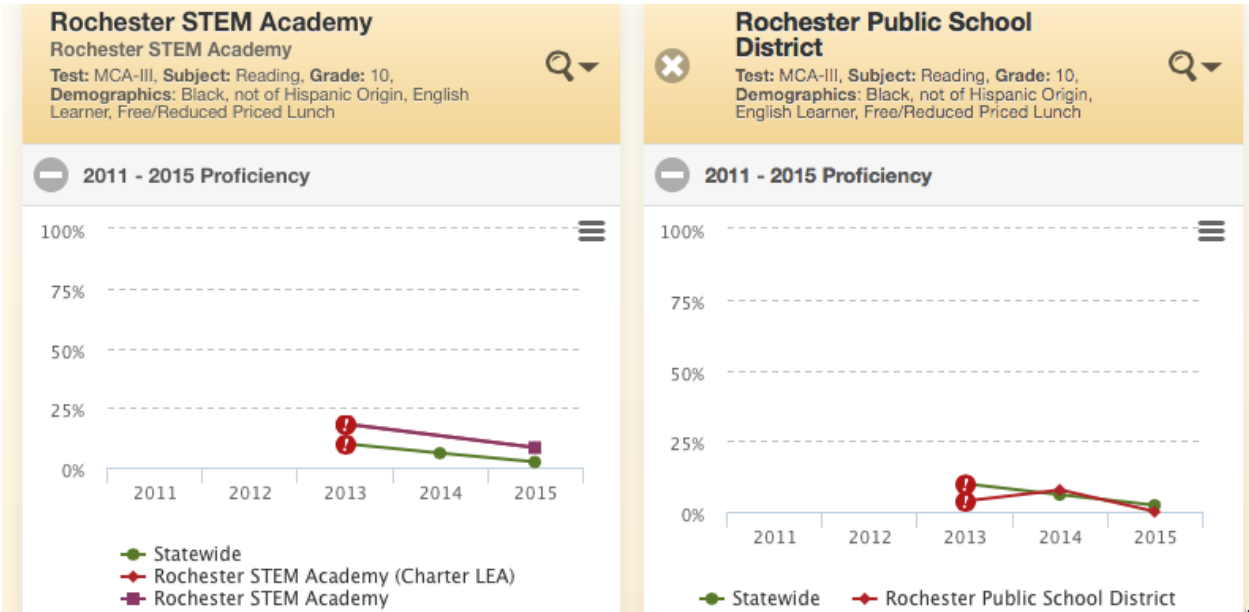 Rochester STEM Academy
Rochester STEM Academy
Test: MCA-III, Subject: Reading, Grade: 10,
Demographics: Black, not of Hispanic Origin, English
Learner, Free/Reduced Priced Lunch
2011 - 2015 Proficiency
100%
75%
50%
25%
0%
2011 2012 2013 2014 2015
Statewide
Rochester STEM Academy (Charter LEA)
Rochester STEM Academy
Rochester Public School
District
Test: MCA-III, Subject: Reading, Grade: 10,
Demographics: Black, not of Hispanic Origin,
English Learner, Free/Reduced Priced Lunch
2011 - 2015 Proficiency
100%
75%
50%
25%
0%
2011 2012 2013 2014 2015
Statewide Rochester Public School District